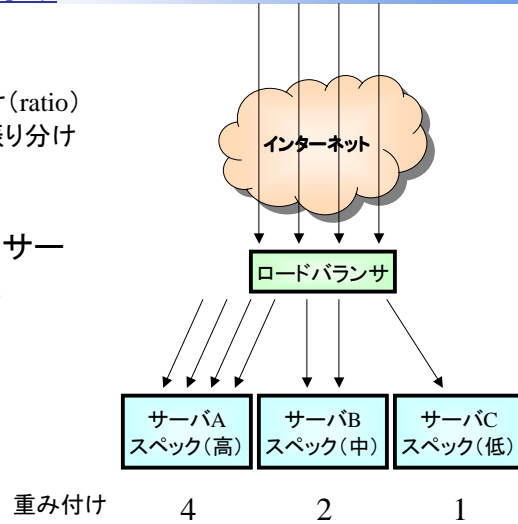 (ratio)
振り分け
サー
インターネット
ロードバランサ
サーバA
スペック(高)
サーバB
スペック(中)
サーバC
スペック(低)
重み付け 4 2 1